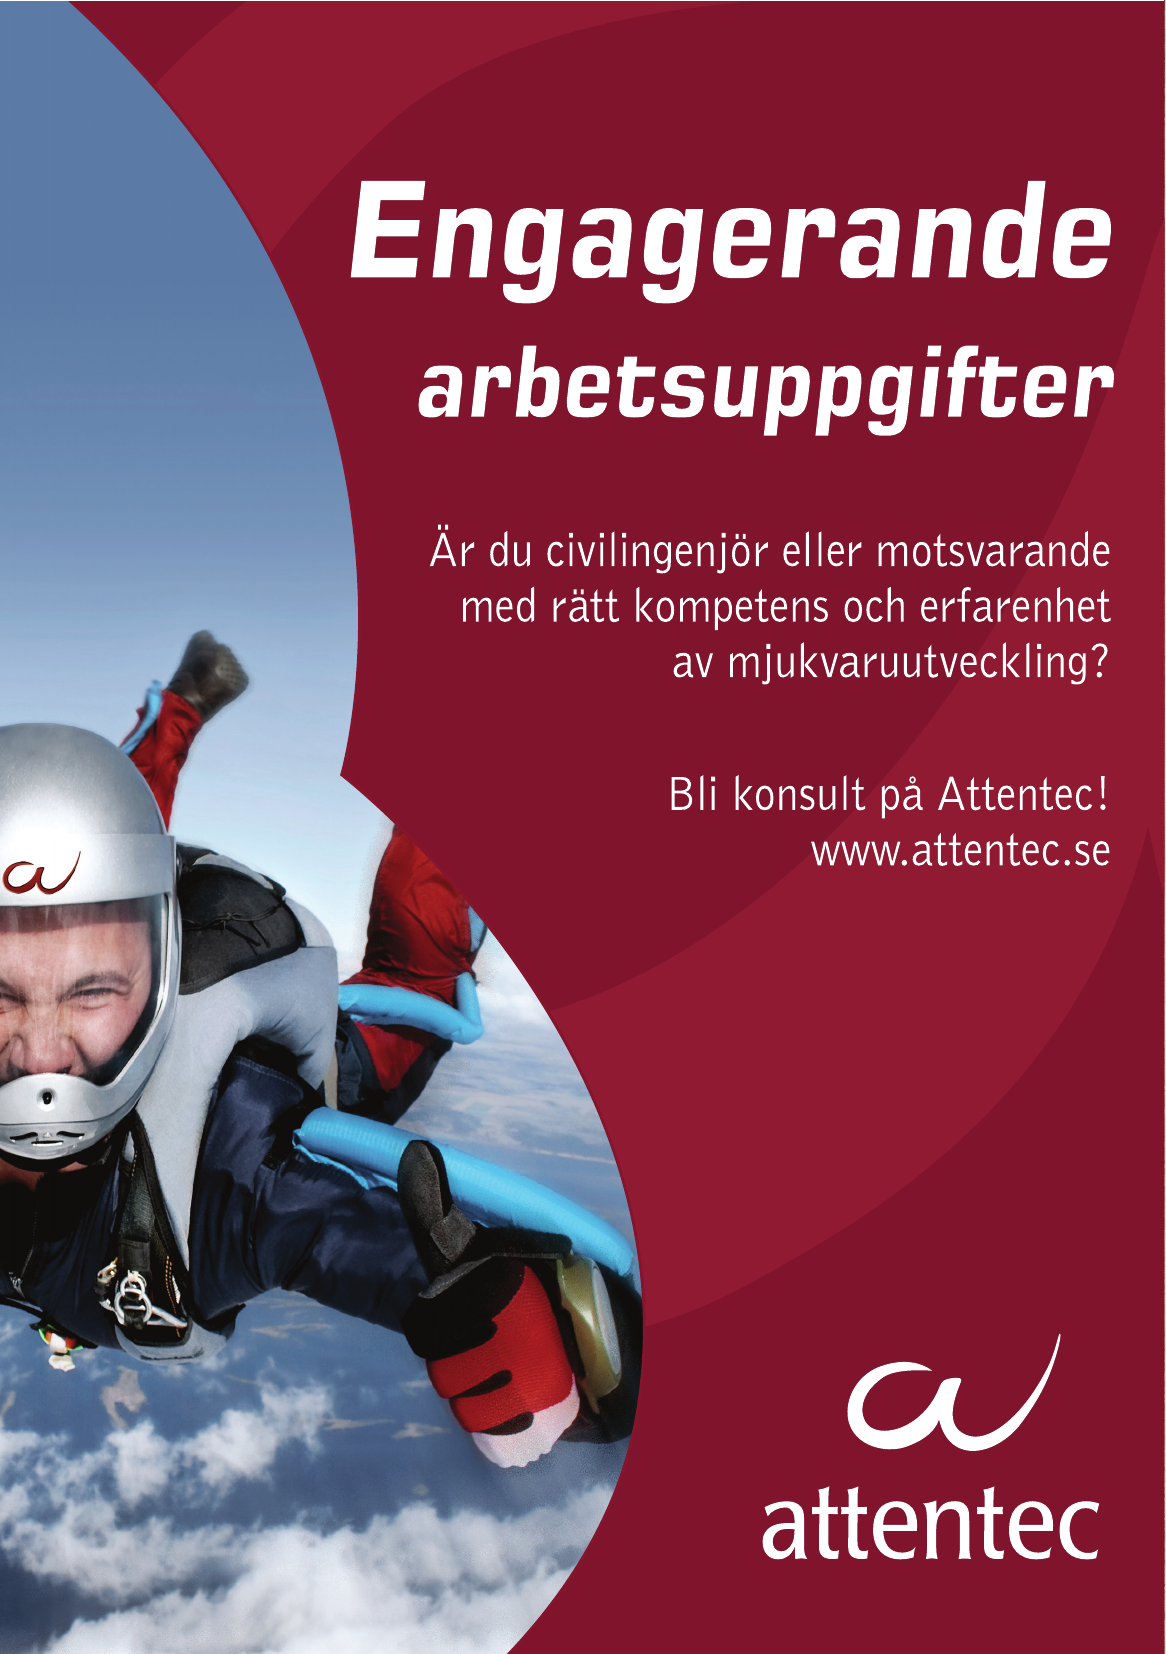 Engagerande
arbetsuppgifter
Är du civilingenjör eller motsvarande
med rätt kompetens och erfarenhet
av mjukvaruutveckling?
Bli konsult på Attentec!
www.attentec.se
attentec